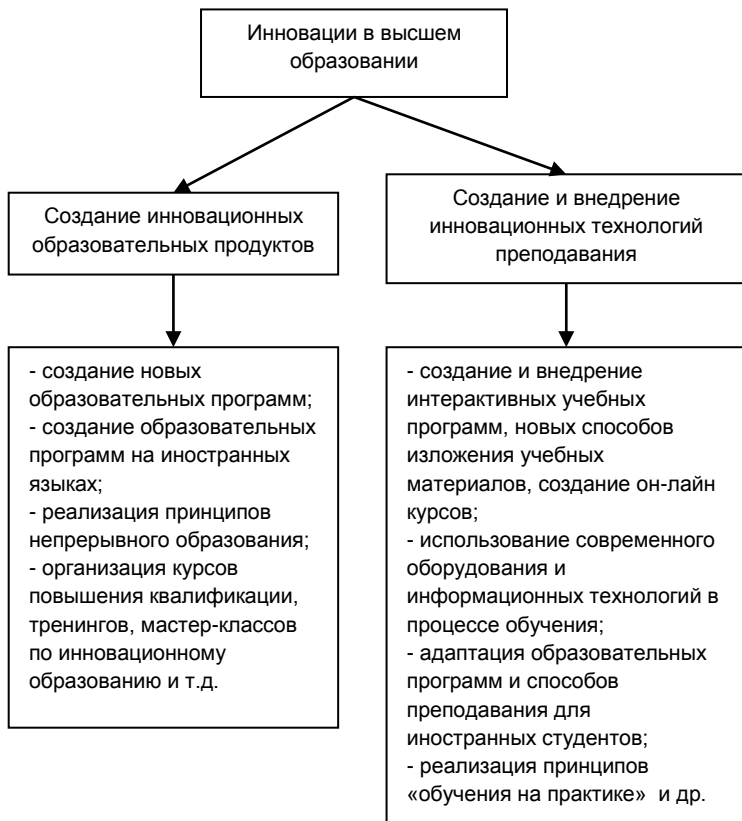 Инновации в высшем
образовании
Создание инновационных
образовательных продуктов
Создание и внедрение
инновационных технологий
преподавания
- создание новых
образовательных программ;
- создание образовательных
программ на иностранных
языках;
- реализация принципов
непрерывного образования;
- организация курсов
повышения квалификации,
тренингов, мастер-классов
по инновационному
образованию и т.д.
- создание и внедрение
интерактивных учебных
программ, новых способов
изложения учебных
материалов, создание он-лайн
курсов;
- использование современного
оборудования и
информационных технологий в
процессе обучения;
- адаптация образовательных
программ и способов
преподавания для
иностранных студентов;
- реализация принципов
«обучения на практике» и др.